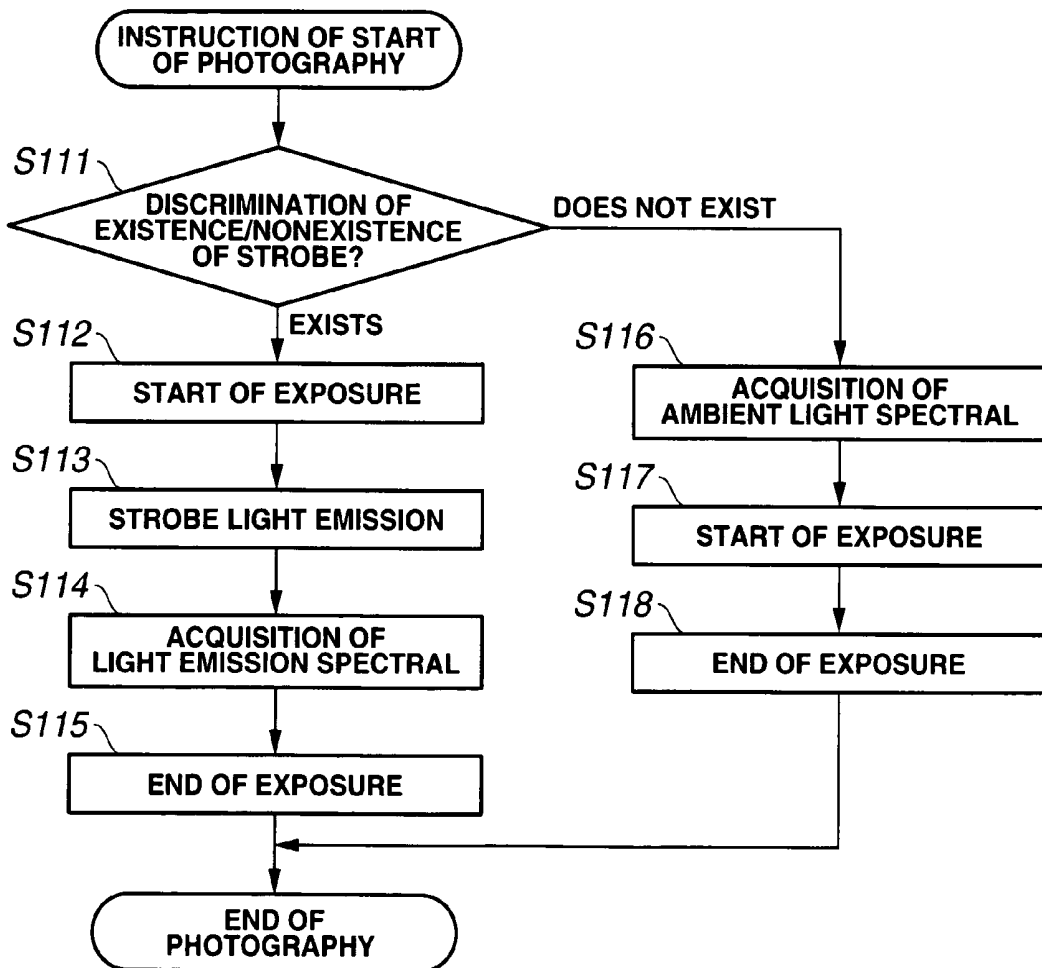 INSTRUCTION OF START
OF PHOTOGRAPHY
S111
DISCRIMINATION OF
EXISTENCE/NONEXISTENCE
OF STROBE?
DOES NOT EXIST
EXISTS
S112
START OF EXPOSURE
S113
STROBE LIGHT EMISSION
S114
ACQUISITION OF
LIGHT EMISSION SPECTRAL
S115
END OF EXPOSURE
S116
ACQUISITION OF
AMBIENT LIGHT SPECTRAL
S117
START OF EXPOSURE
S118
END OF EXPOSURE
END OF
PHOTOGRAPHY